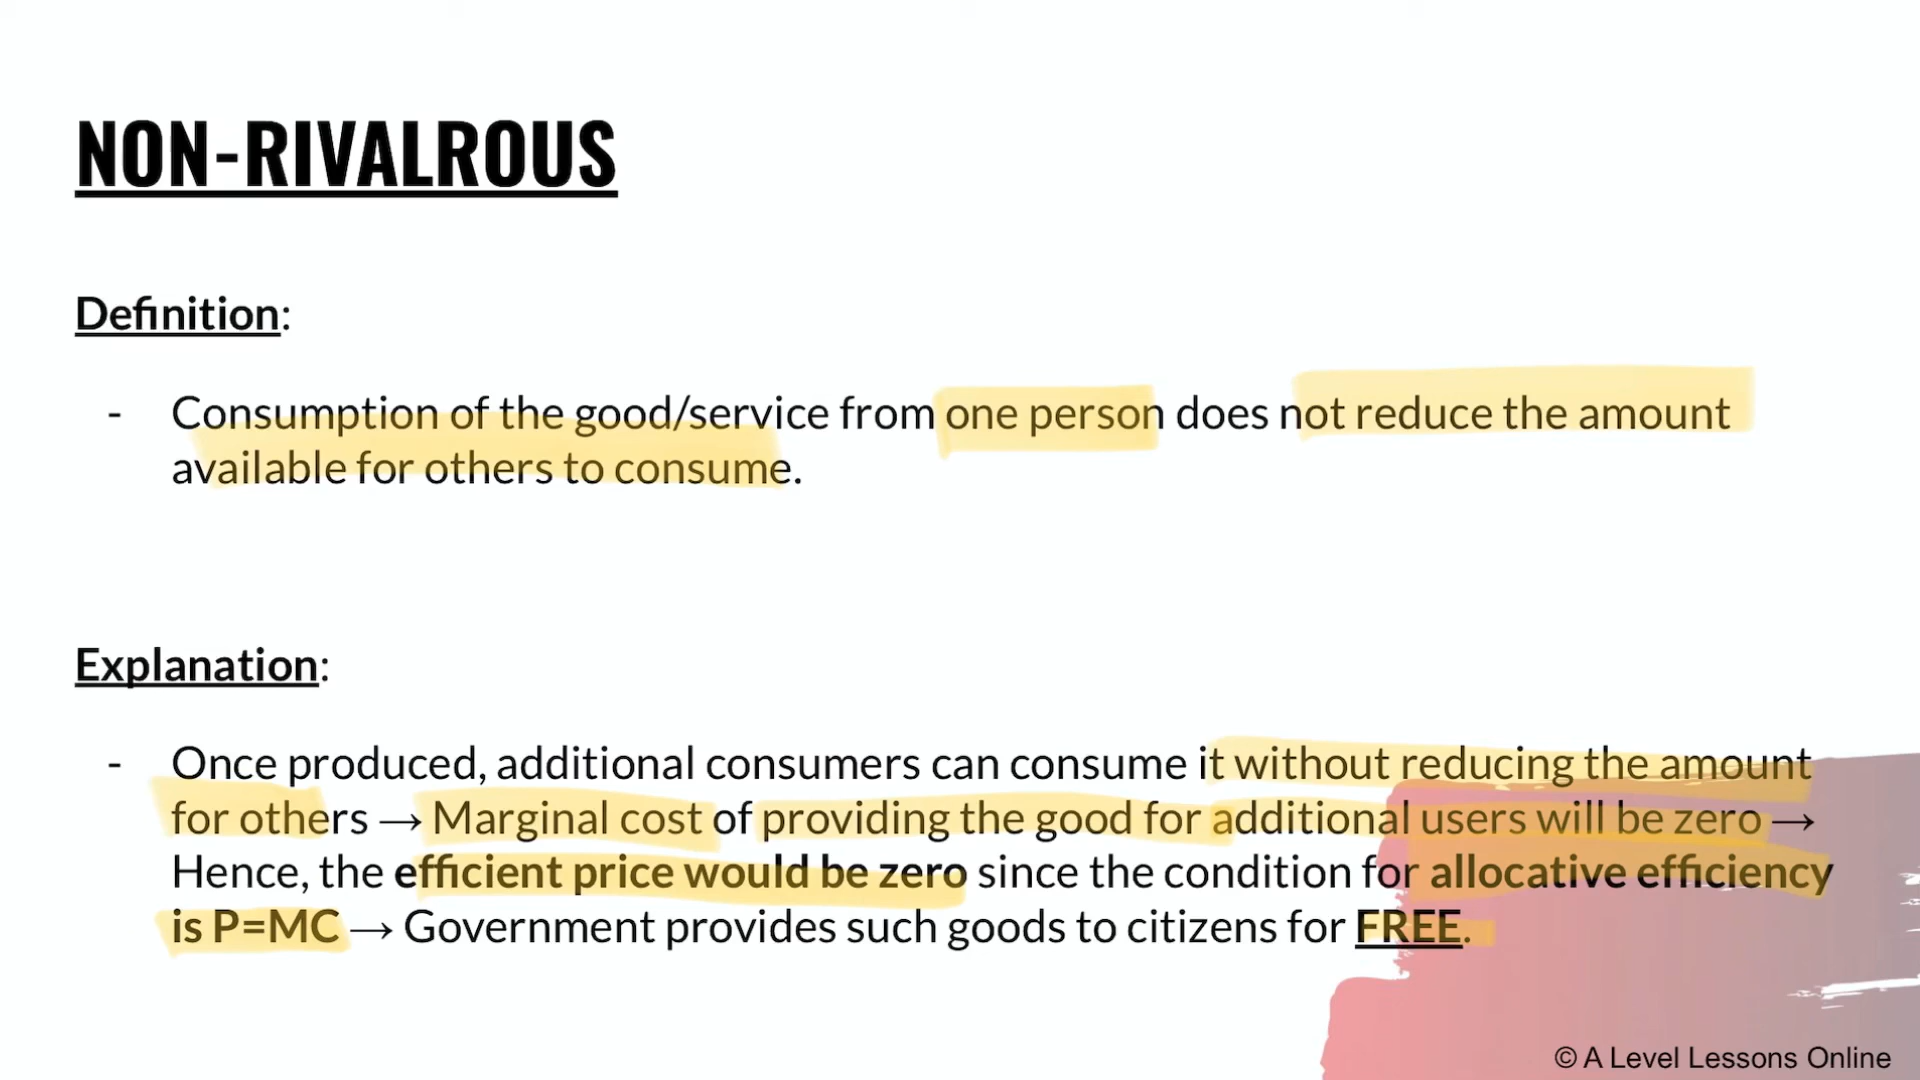 NON-RIVALROUS
Definition:
- Consumption of the good/service from one person does not reduce the amount
available for others to consume.
Explanation:
- Once produced, additional consumers can consume it without reducing the amount
for others → Marginal cost of providing the good for additional users will be zero →
Hence, the efficient price would be zero since the condition for allocative efficiency
is P=MC → Government provides such goods to citizens for FREE.
© A Level Lessons Online